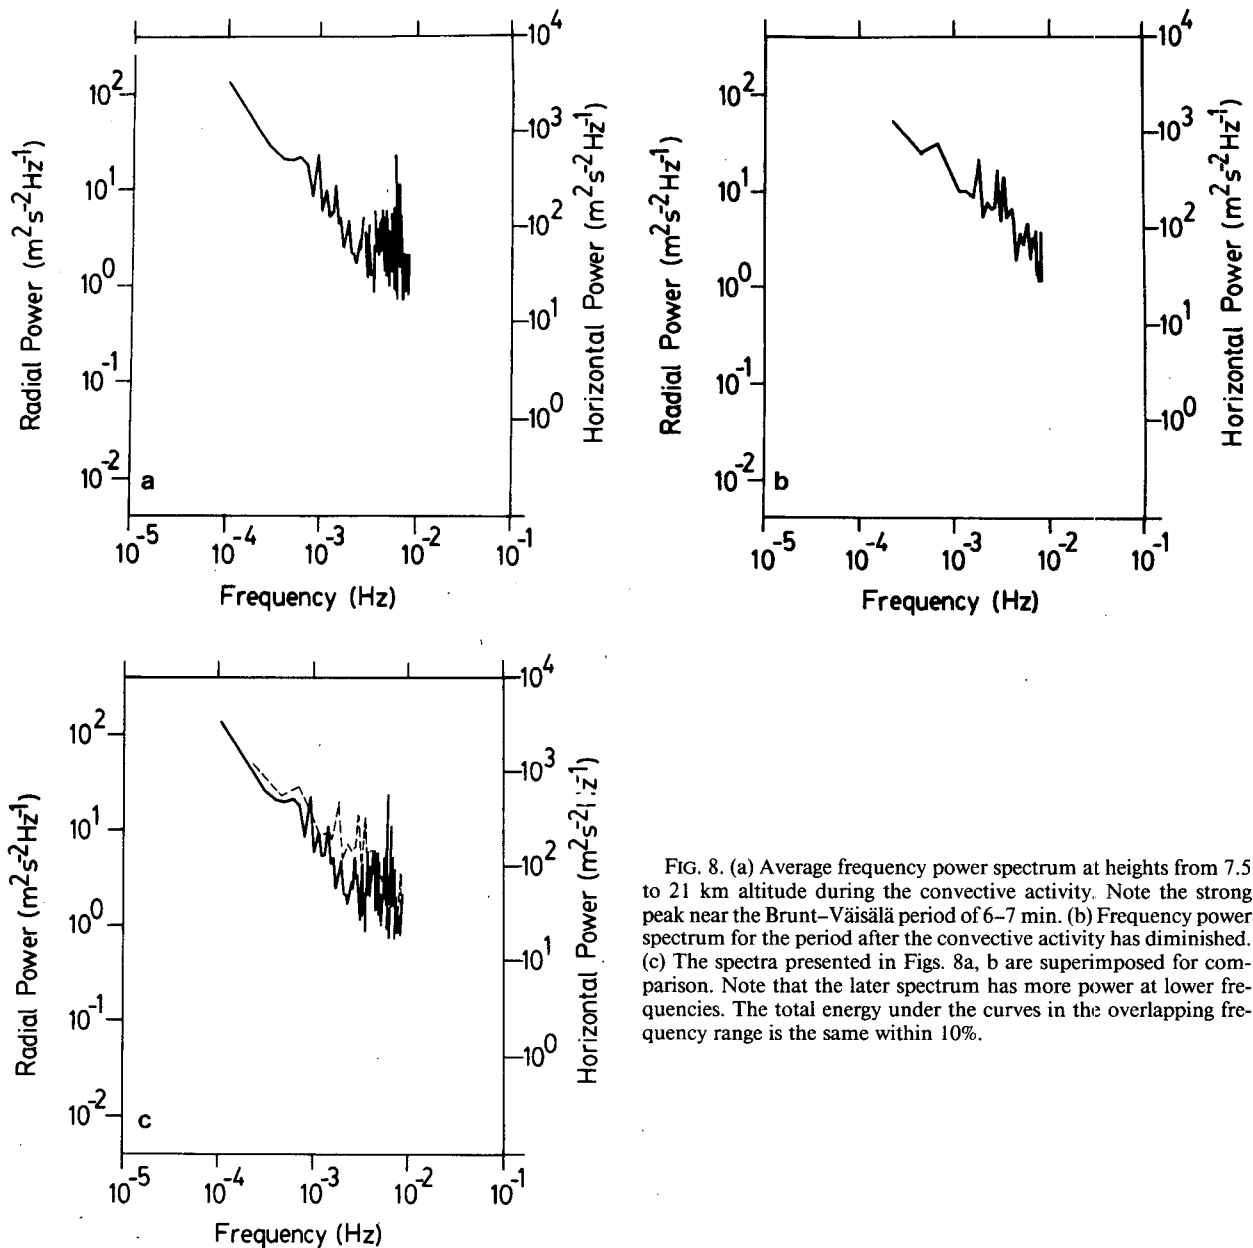 10^4
10^2
10^3
10^1
10^2
10^0
10^1
10^-1
10^0
10^-2
a
10^-5 10^-4 10^-3 10^-2 10^-1
Frequency (Hz)
Radial Power (m^2s^-2Hz^-1)
Horizontal Power (m^2s^-2Hz^-1)
10^4
10^2
10^3
10^1
10^2
10^0
10^1
10^-1
10^0
10^-2
b
10^-5 10^-4 10^-3 10^-2 10^-1
Frequency (Hz)
Radial Power (m^2s^-2Hz^-1)
Horizontal Power (m^2s^-2Hz^-1)
10^4
10^2
10^3
10^1
10^2
10^0
10^1
10^-1
10^0
10^-2
c
10^-5 10^-4 10^-3 10^-2 10^-1
Frequency (Hz)
Radial Power (m^2s^-2Hz^-1)
Horizontal Power
FIG. 8. (a) Average frequency power spectrum at heights from 7.5
to 21 km altitude during the convective activity. Note the strong
peak near the Brunt–Väisälä period of 6–7 min. (b) Frequency power
spectrum for the period after the convective activity has diminished.
(c) The spectra presented in Figs. 8a, b are superimposed for com-
parison. Note that the later spectrum has more power at lower fre-
quencies. The total energy under the curves in the overlapping fre-
quency range is the same within 10%.